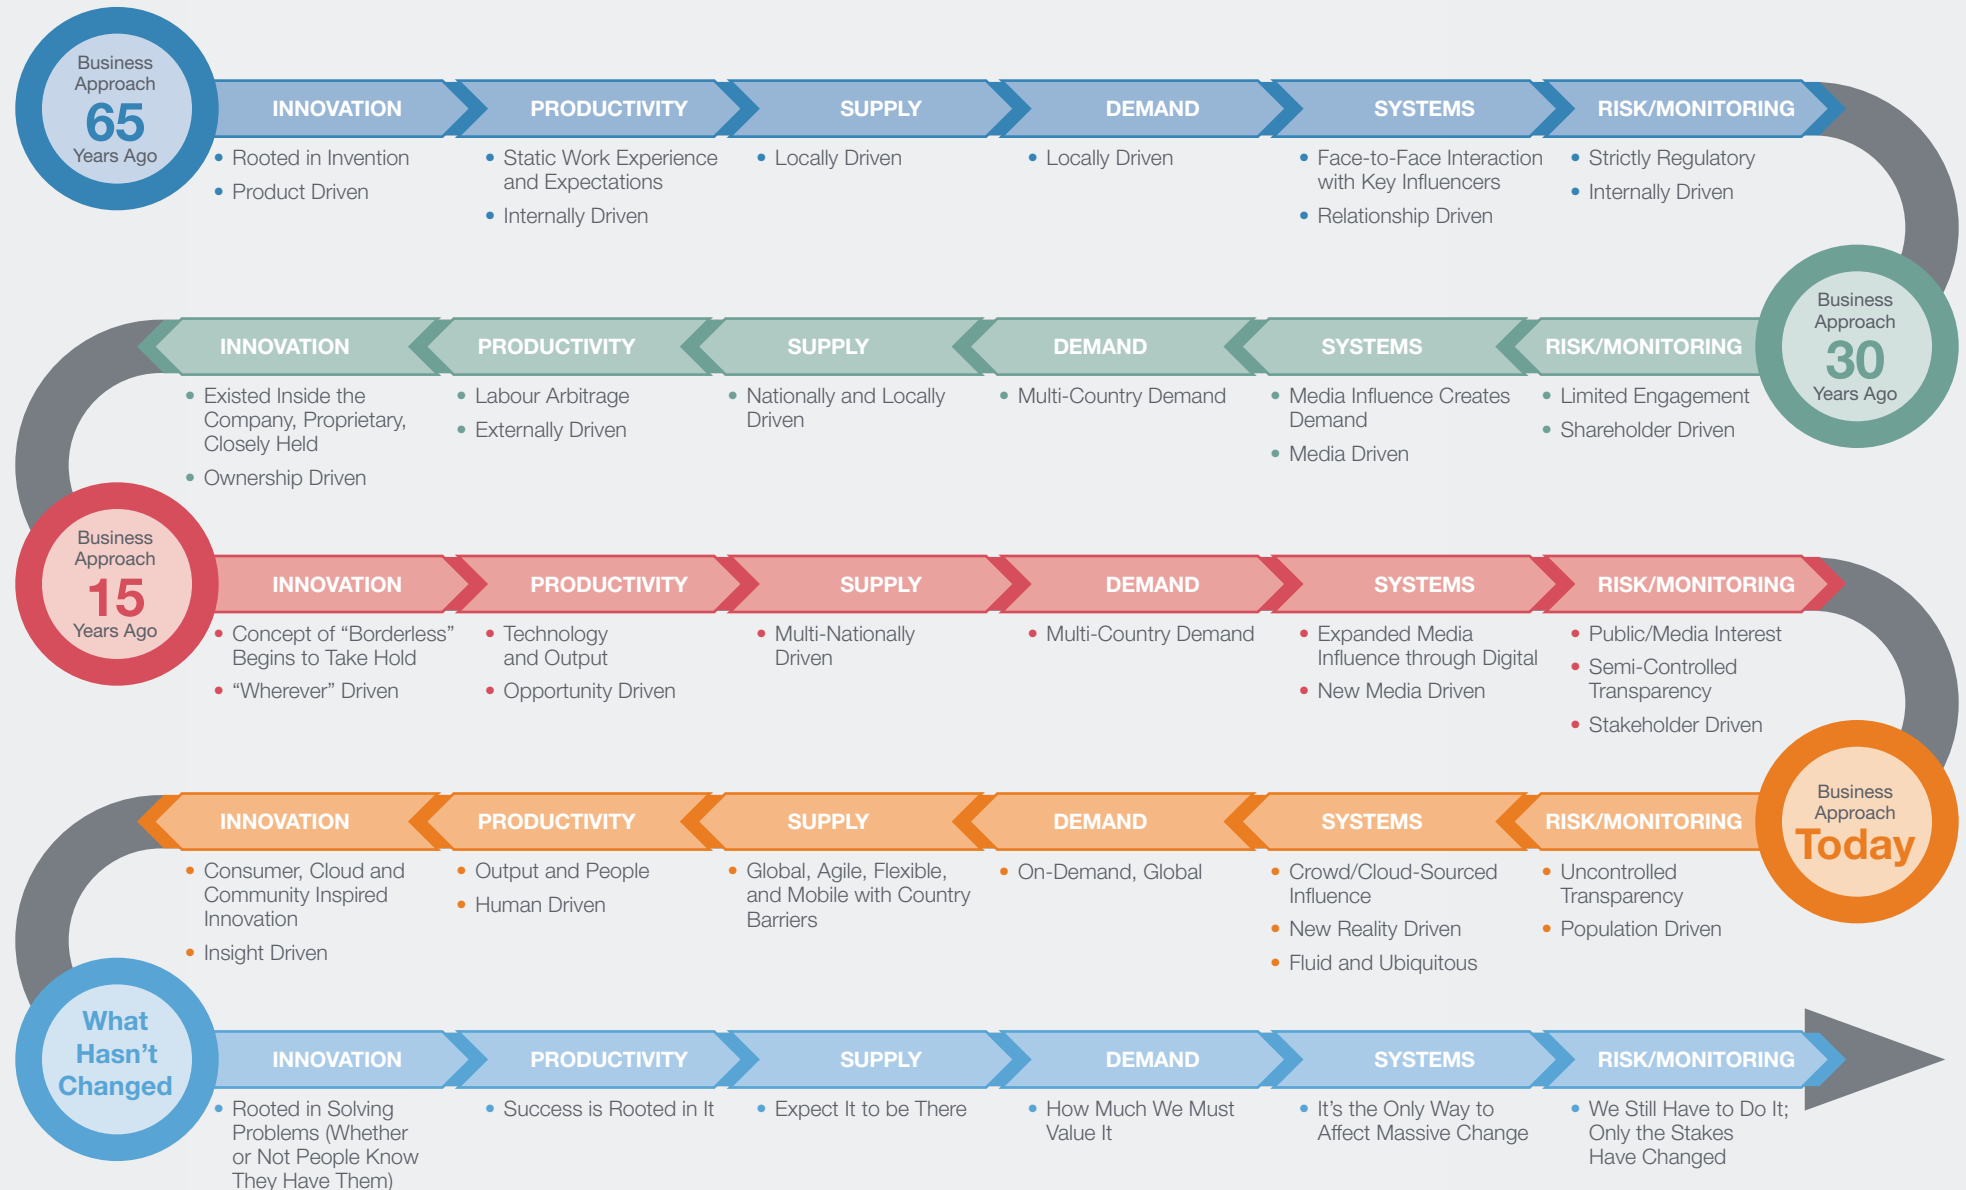 Business
Approach
65
Years Ago
INNOVATION
PRODUCTIVITY
SUPPLY
DEMAND
SYSTEMS
RISK/MONITORING
• Rooted in Invention
• Product Driven
• Static Work Experience
and Expectations
• Internally Driven
• Locally Driven
• Locally Driven
• Face-to-Face Interaction
with Key Influencers
• Relationship Driven
• Strictly Regulatory
• Internally Driven
Business
Approach
30
Years Ago
INNOVATION
PRODUCTIVITY
SUPPLY
DEMAND
SYSTEMS
RISK/MONITORING
• Existed Inside the
Company, Proprietary,
Closely Held
• Ownership Driven
• Labour Arbitrage
• Externally Driven
• Nationally and Locally
Driven
• Multi-Country Demand
• Media Influence Creates
Demand
• Media Driven
• Limited Engagement
• Shareholder Driven
Business
Approach
15
Years Ago
INNOVATION
PRODUCTIVITY
SUPPLY
DEMAND
SYSTEMS
RISK/MONITORING
• Concept of “Borderless”
Begins to Take Hold
• “Wherever” Driven
• Technology
and Output
• Opportunity Driven
• Multi-Nationally
Driven
• Multi-Country Demand
• Expanded Media
Influence through Digital
• New Media Driven
• Public/Media Interest
• Semi-Controlled
Transparency
• Stakeholder Driven
Business
Approach
Today
INNOVATION
PRODUCTIVITY
SUPPLY
DEMAND
SYSTEMS
RISK/MONITORING
• Consumer, Cloud and
Community Inspired
Innovation
• Insight Driven
• Output and People
• Human Driven
• Global, Agile, Flexible,
and Mobile with Country
Barriers
• On-Demand, Global
• Crowd/Cloud-Sourced
Influence
• New Reality Driven
• Fluid and Ubiquitous
• Uncontrolled
Transparency
• Population Driven
What
Hasn’t
Changed
INNOVATION
PRODUCTIVITY
SUPPLY
DEMAND
SYSTEMS
RISK/MONITORING
• Rooted in Solving
Problems (Whether
or Not People Know
They Have Them)
• Success is Rooted in It
• Expect It to be There
• How Much We Must
Value It
• It’s the Only Way to
Affect Massive Change
• We Still Have to Do It;
Only the Stakes
Have Changed